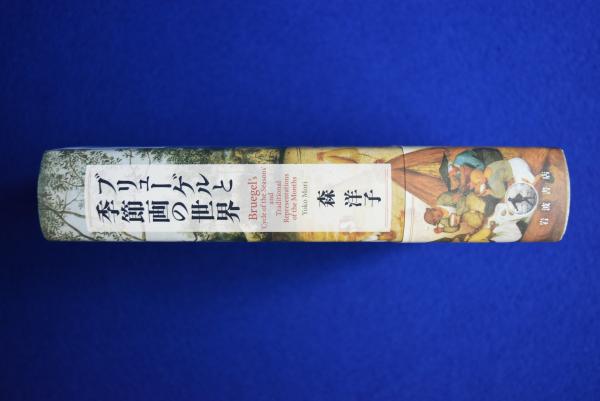 ブリューゲルと
季節画の世界
Bruegel's
Cycle of the Seasons
and
Traditional
Representations
of the Months
Yoko Mori
森 洋子
岩波書店